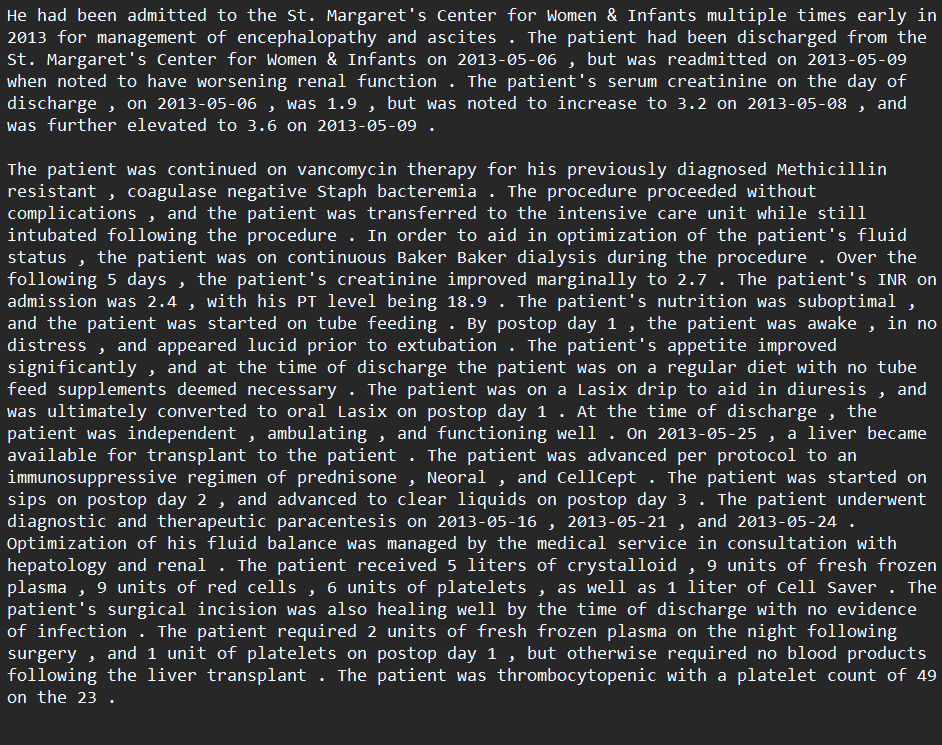 He had been admitted to the St. Margaret's Center for Women & Infants multiple times early in
2013 for management of encephalopathy and ascites . The patient had been discharged from the
St. Margaret's Center for Women & Infants on 2013-05-06 , but was readmitted on 2013-05-09
when noted to have worsening renal function . The patient's serum creatinine on the day of
discharge , on 2013-05-06 , was 1.9 , but was noted to increase to 3.2 on 2013-05-08 , and
was further elevated to 3.6 on 2013-05-09 .
The patient was continued on vancomycin therapy for his previously diagnosed Methicillin
resistant , coagulase negative Staph bacteremia . The procedure proceeded without
complications , and the patient was transferred to the intensive care unit while still
intubated following the procedure . In order to aid in optimization of the patient's fluid
status , the patient was on continuous Baker Baker dialysis during the procedure . Over the
following 5 days , the patient's creatinine improved marginally to 2.7 . The patient's INR on
admission was 2.4 , with his PT level being 18.9 . The patient's nutrition was suboptimal ,
and the patient was started on tube feeding . By postop day 1 , the patient was awake , in no
distress , and appeared lucid prior to extubation . The patient's appetite improved
significantly , and at the time of discharge the patient was on a regular diet with no tube
feed supplements deemed necessary . The patient was on a Lasix drip to aid in diuresis , and
was ultimately converted to oral Lasix on postop day 1 . At the time of discharge , the
patient was independent , ambulating , and functioning well . On 2013-05-25 , a liver became
available for transplant to the patient . The patient was advanced per protocol to an
immunosuppressive regimen of prednisone , Neoral , and CellCept . The patient was started on
sips on postop day 2 , and advanced to clear liquids on postop day 3 . The patient underwent
diagnostic and therapeutic paracentesis on 2013-05-16 , 2013-05-21 , and 2013-05-24 .
Optimization of his fluid balance was managed by the medical service in consultation with
hepatology and renal . The patient received 5 liters of crystalloid , 9 units of fresh frozen
plasma , 9 units of red cells , 6 units of platelets , as well as 1 liter of Cell Saver . The
patient's surgical incision was also healing well by the time of discharge with no evidence
of infection . The patient required 2 units of fresh frozen plasma on the night following
surgery , and 1 unit of platelets on postop day 1 , but otherwise required no blood products
following the liver transplant . The patient was thrombocytopenic with a platelet count of 49
on the 23 .